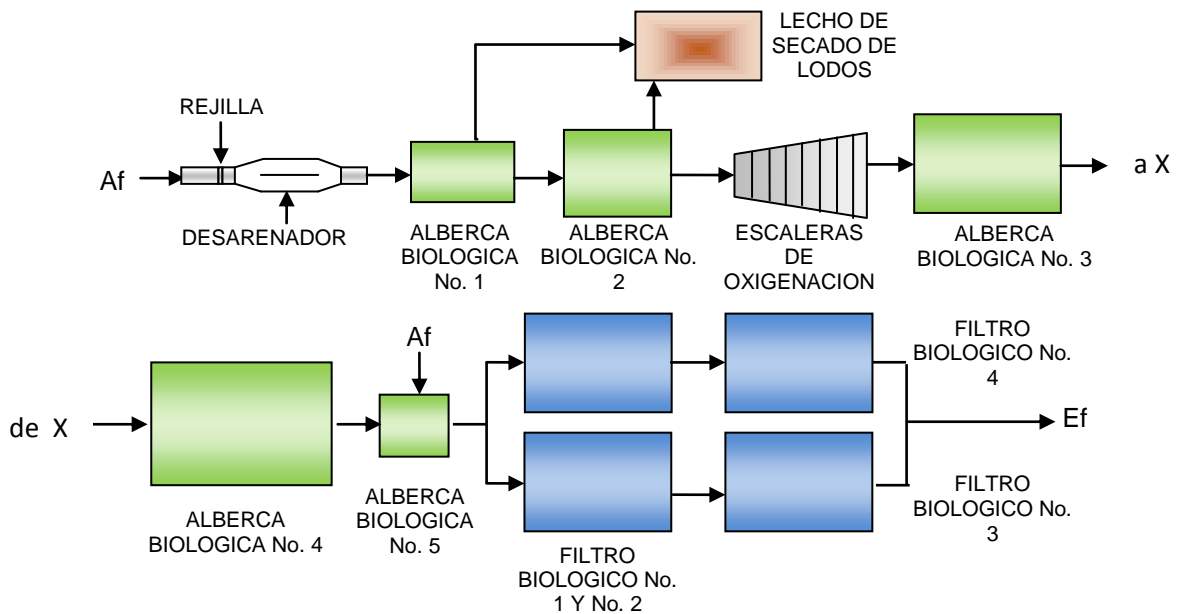 LECHO DE
SECADO DE
LODOS
REJILLA
Af
DESARENADOR
ALBERCA
BIOLOGICA
No. 1
ALBERCA
BIOLOGICA No.
2
ESCALERAS
DE
OXIGENACION
ALBERCA
BIOLOGICA No. 3
a X
de X
ALBERCA
BIOLOGICA No. 4
Af
ALBERCA
BIOLOGICA
No. 5
FILTRO
BIOLOGICO No.
1 Y No. 2
FILTRO
BIOLOGICO No.
4
Ef
FILTRO
BIOLOGICO No.
3